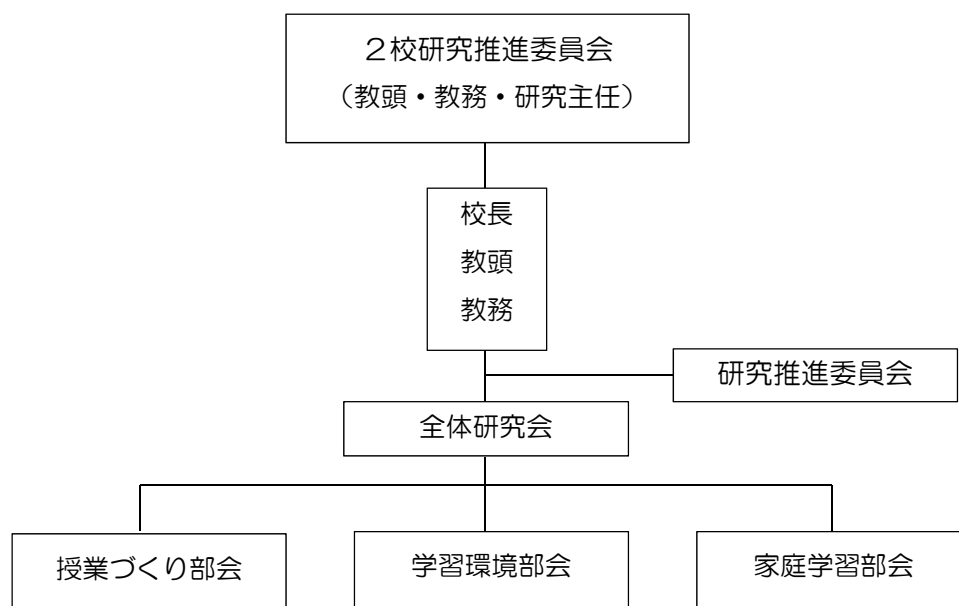 ２校研究推進委員会
（教頭・教務・研究主任）
校長
教頭
教務
研究推進委員会
全体研究会
授業づくり部会
学習環境部会
家庭学習部会